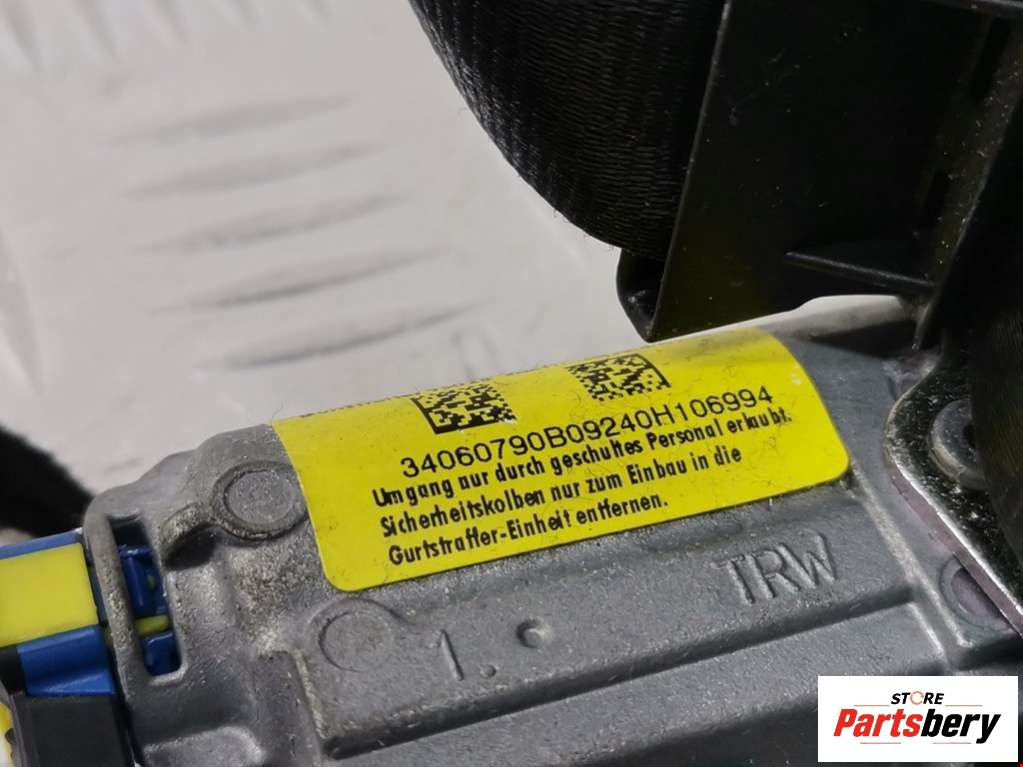 34060790B09240H106994
Umgang nur durch geschultes Personal erlaubt.
Sicherheitskolben nur zum Einbau in die
Gurtstraffer-Einheit entfernen.
TRW
1.
STORE
Partsbery